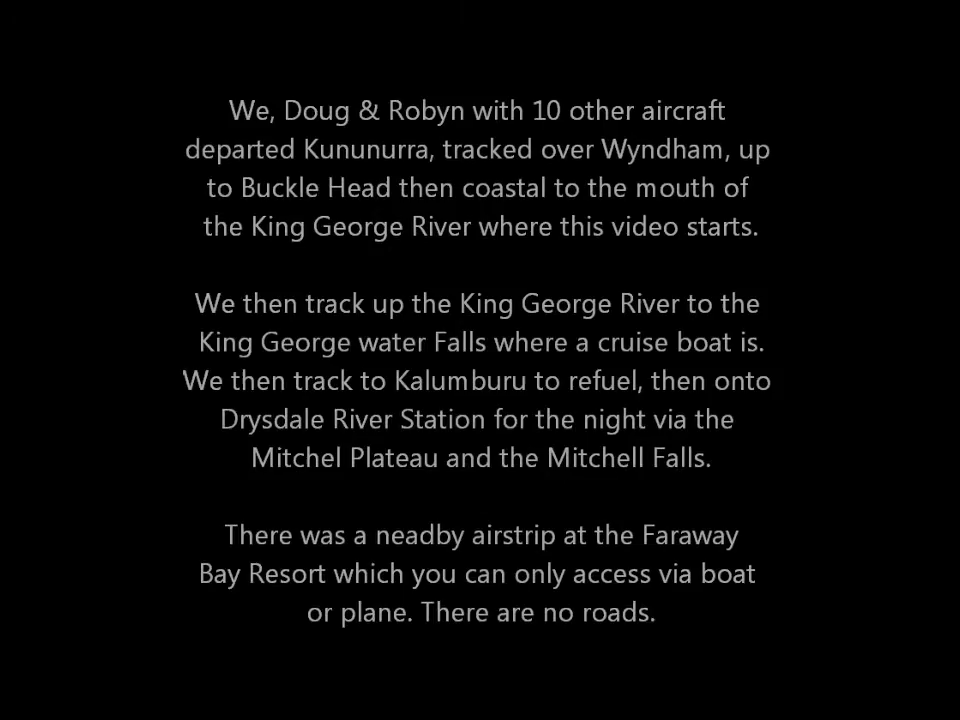 We, Doug & Robyn with 10 other aircraft
departed Kununurra, tracked over Wyndham, up
to Buckle Head then coastal to the mouth of
the King George River where this video starts.
We then track up the King George River to the
King George water Falls where a cruise boat is.
We then track to Kalumburu to refuel, then onto
Drysdale River Station for the night via the
Mitchel Plateau and the Mitchell Falls.
There was a neadby airstrip at the Faraway
Bay Resort which you can only access via boat
or plane. There are no roads.